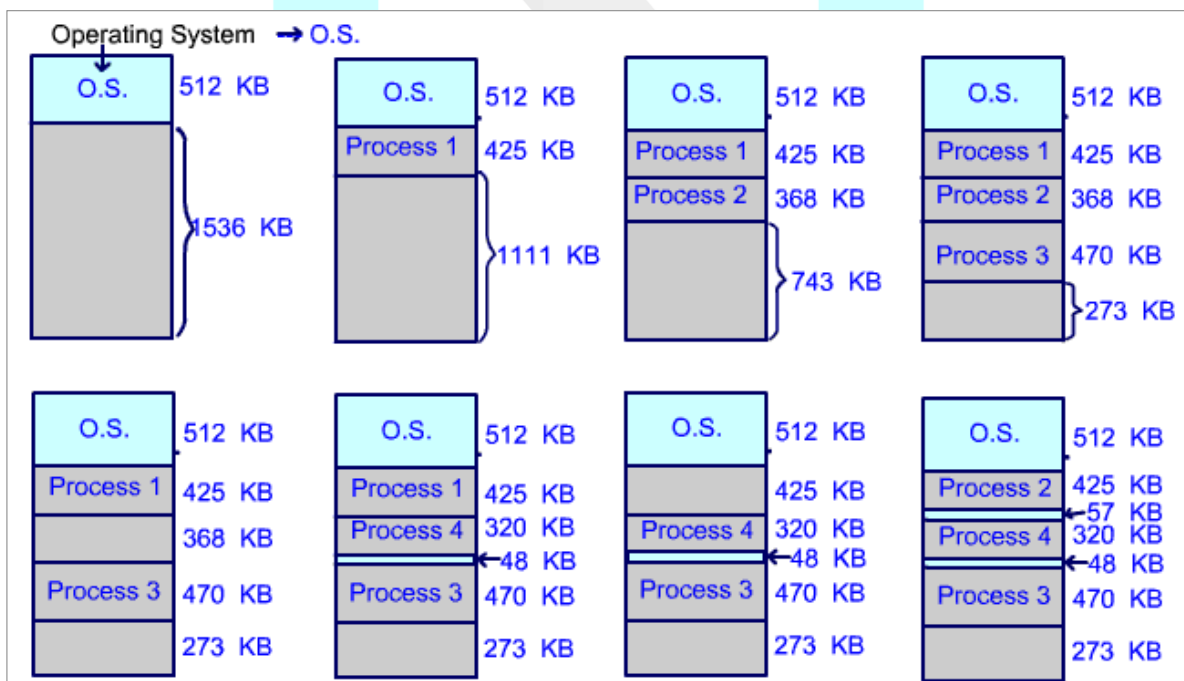 Operating System → O.S.
O.S.
512 KB
1536 KB
O.S.
512 KB
Process 1
425 KB
1111 KB
O.S.
512 KB
Process 1
425 KB
Process 2
368 KB
743 KB
O.S.
512 KB
Process 1
425 KB
Process 2
368 KB
Process 3
470 KB
273 KB
O.S.
512 KB
Process 1
425 KB
368 KB
Process 3
470 KB
273 KB
O.S.
512 KB
Process 1
425 KB
Process 4
320 KB
48 KB
Process 3
470 KB
273 KB
O.S.
512 KB
425 KB
Process 4
320 KB
48 KB
Process 3
470 KB
273 KB
O.S.
512 KB
Process 2
425 KB
57 KB
Process 4
320 KB
48 KB
Process 3
470 KB
273 KB